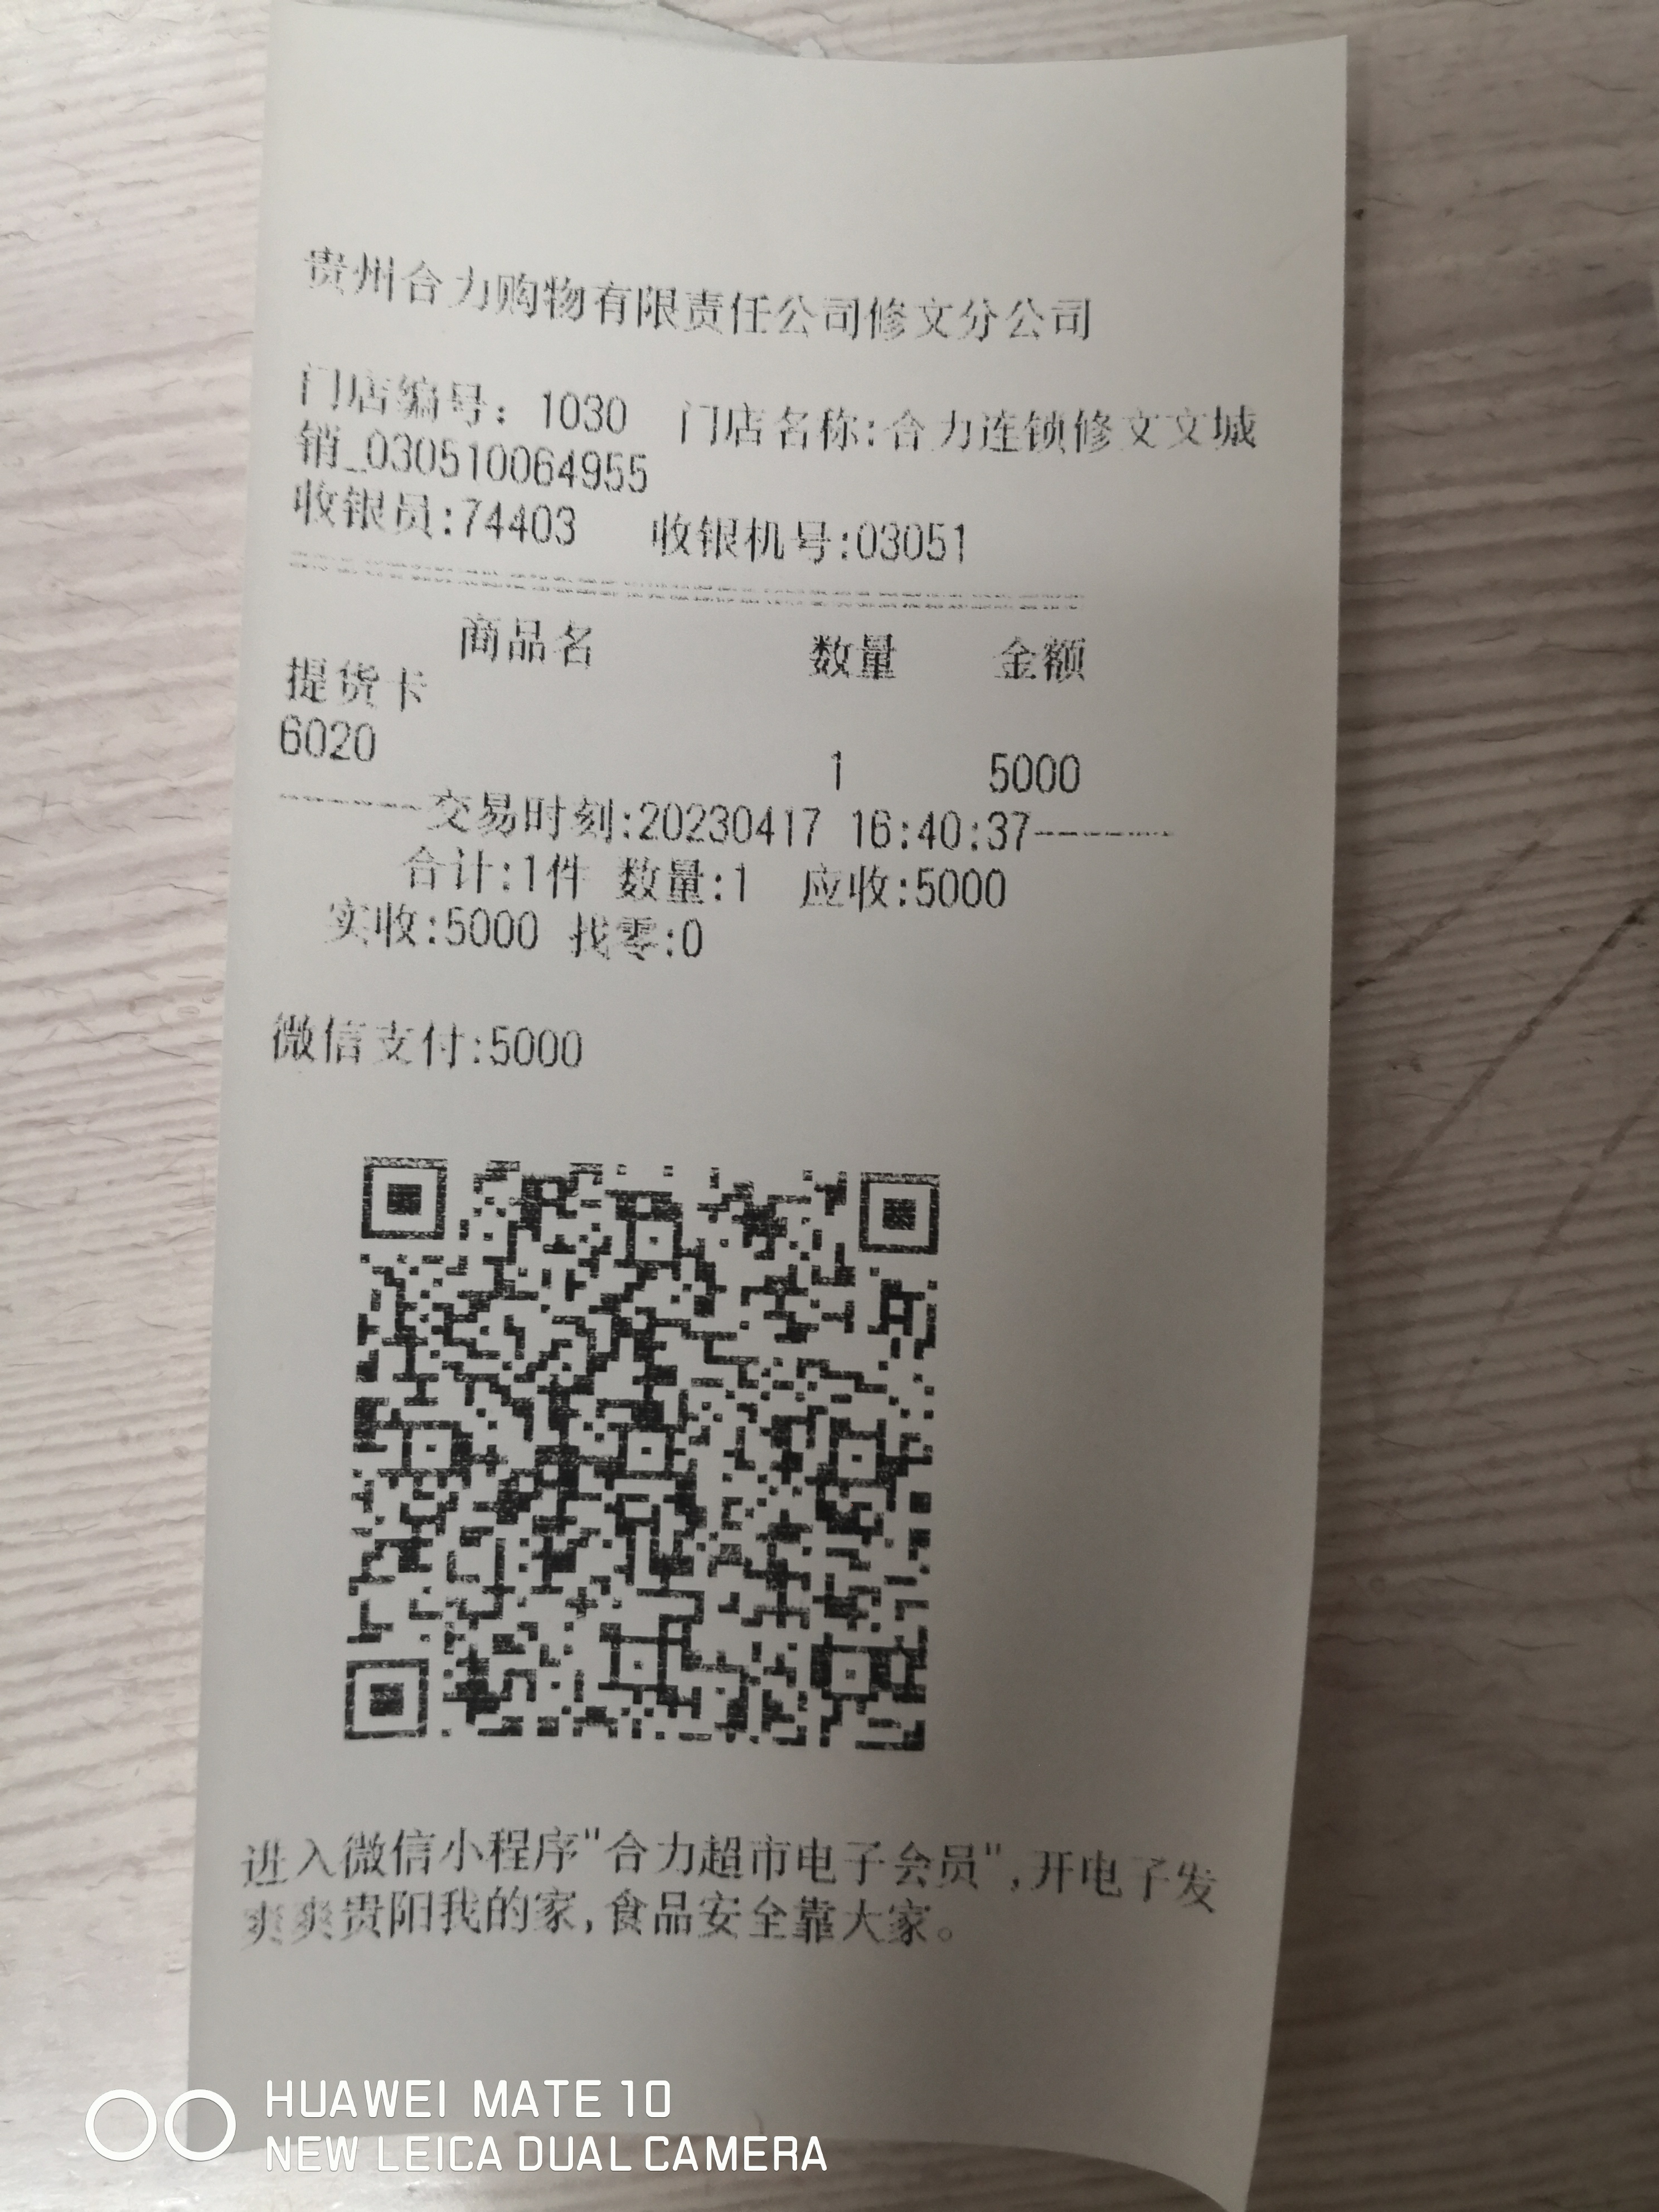 贵州合力购物有限责任公司修文分公司
门店编号：1030 门店名称:合力连锁修文文城
销_030510064955
收银员:74403 收银机号:03051
商品名 数量 金额
提货卡
6020
1 5000
--------交易时刻:20230417 16:40:37--------
合计:1件 数量:1 应收:5000
实收:5000 找零:0
微信支付:5000
进入微信小程序"合力超市电子会员",开电子发
爽爽贵阳我的家,食品安全靠大家。
HUAWEI MATE 10
NEW LEICA DUAL CAMERA